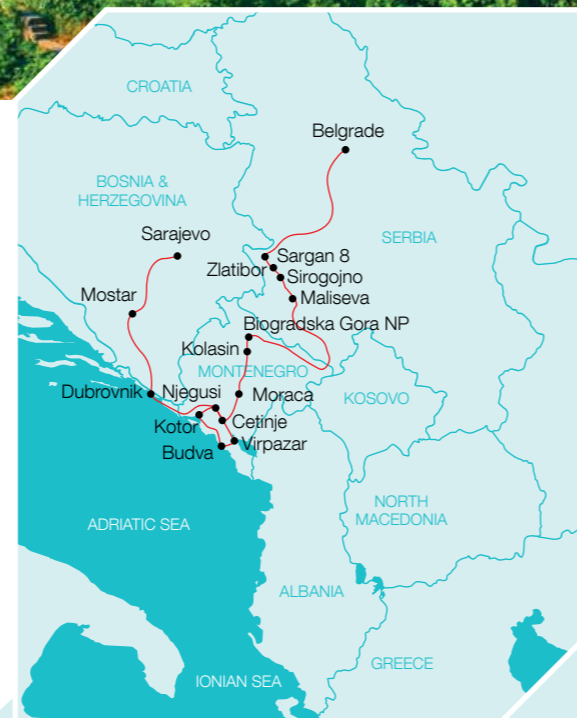 CROATIA
Belgrade
BOSNIA &
HERZEGOVINA
Sarajevo
SERBIA
Sargan 8
Zlatibor
Sirogojno
Mostar
Maliseva
Biogradska Gora NP
Kolasin
MONTENEGRO
Dubrovnik
Njegusi
Moraca
KOSOVO
Kotor
Cetinje
Virpazar
Budva
NORTH
MACEDONIA
ADRIATIC SEA
ALBANIA
GREECE
IONIAN SEA